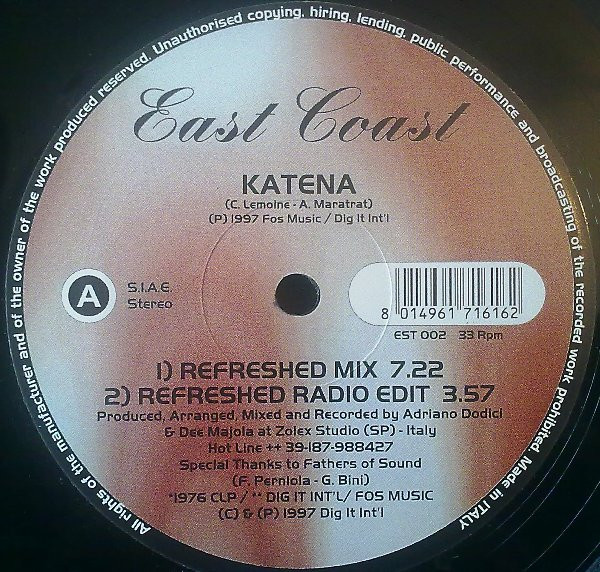 All rights of the manufacturer and of the owner of the work produced reserved. Unauthorised copying, hiring, lending, public performance and broadcasting of the recorded work prohibited. Made in ITALY
East Coast
KATENA
(C. Lemoine - A. Maratrat)
(P) 1997 Fos Music / Dig It Int'l
A
S.I.A.E.
Stereo
8 014961 716162
EST 002 33 Rpm
1) REFRESHED MIX 7.22
2) REFRESHED RADIO EDIT 3.57
Produced, Arranged, Mixed and Recorded by Adriano Dodici
& Dee Majola at Zolex Studio (SP) - Italy
Hot Line ++ 39-187-988427
Special Thanks to Fathers of Sound
(F. Perniola - G. Bini)
*1976 CLP / ** DIG IT INT'L/ FOS MUSIC
(C) & (P) 1997 Dig It Int'l